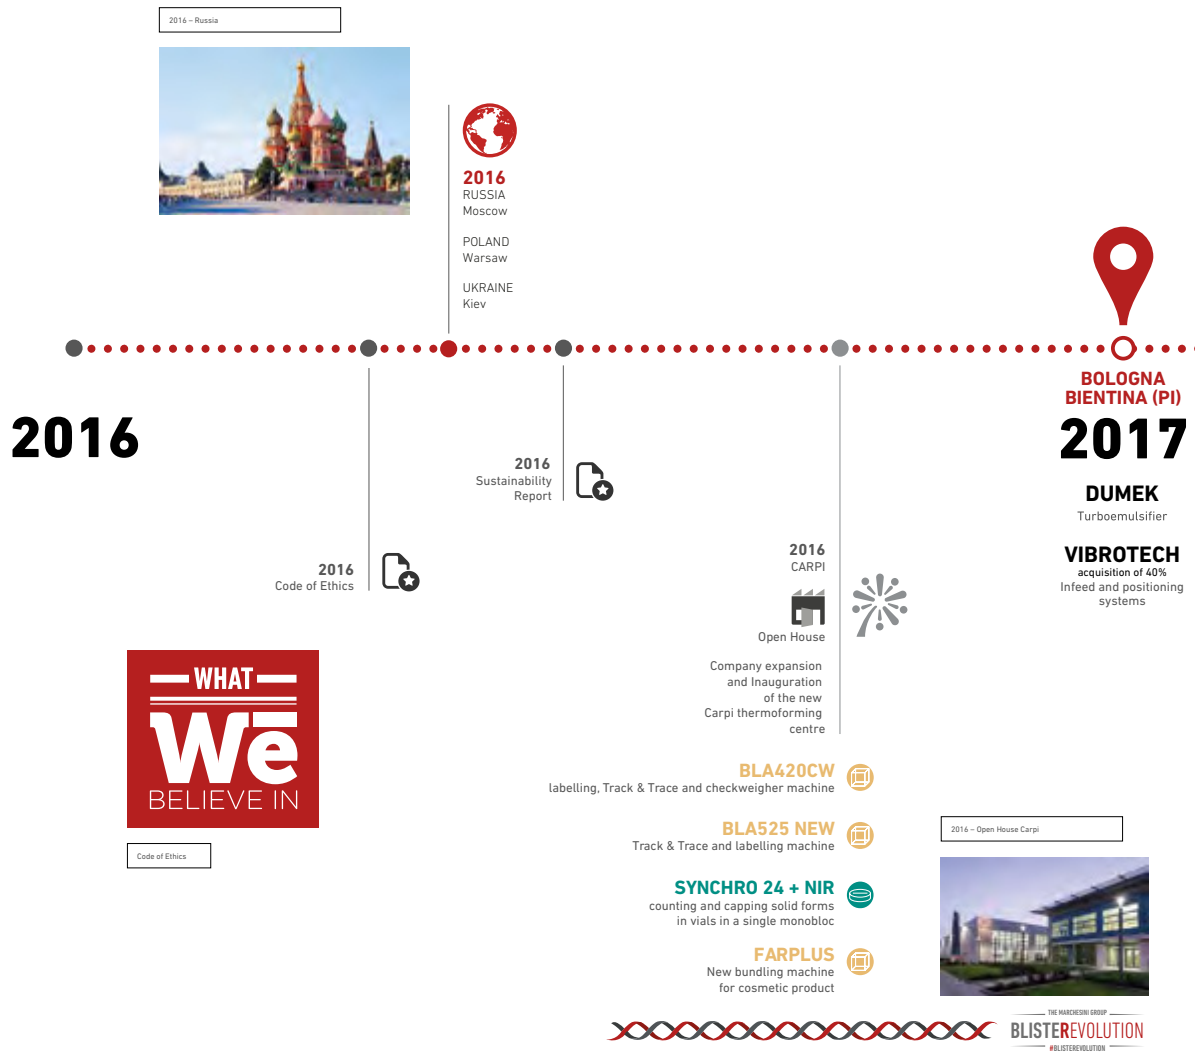 2016 – Russia
2016
RUSSIA
Moscow
POLAND
Warsaw
UKRAINE
Kiev
2016
2016
Code of Ethics
2016
Sustainability
Report
2016
CARPI
Open House
Company expansion
and Inauguration
of the new
Carpi thermoforming
centre
BOLOGNA
BIENTINA (PI)
2017
DUMEK
Turboemulsifier
VIBROTECH
acquisition of 40%
Infeed and positioning
systems
WHAT
We
BELIEVE IN
Code of Ethics
BLA420CW
labelling, Track & Trace and checkweigher machine
BLA525 NEW
Track & Trace and labelling machine
SYNCHRO 24 + NIR
counting and capping solid forms
in vials in a single monobloc
FARPLUS
New bundling machine
for cosmetic product
2016 – Open House Carpi
THE MARCHESINI GROUP
BLISTEREVOLUTION
#BLISTEREVOLUTION